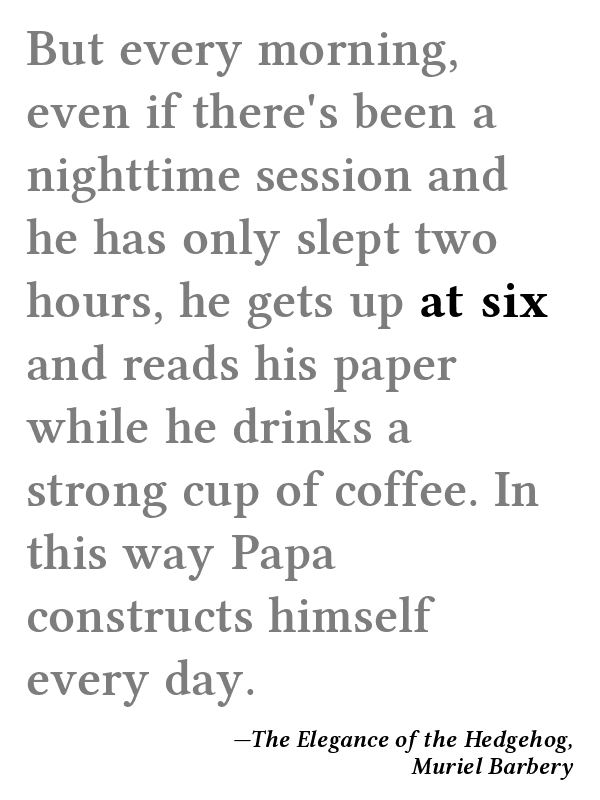 But every morning,
even if there's been a
nighttime session and
he has only slept two
hours, he gets up at six
and reads his paper
while he drinks a
strong cup of coffee. In
this way Papa
constructs himself
every day.
—The Elegance of the Hedgehog,
Muriel Barbery